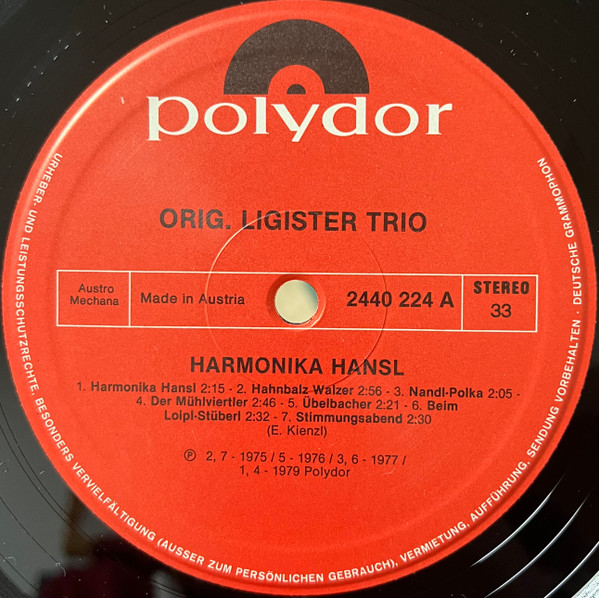 polydor
ORIG. LIGISTER TRIO
Austro
Mechana
Made in Austria
2440 224 A
STEREO
33
HARMONIKA HANSL
1. Harmonika Hansl 2:15 - 2. Hahnbalz Walzer 2:56 - 3. Nandl-Polka 2:05 -
4. Der Mühlviertler 2:46 - 5. Übelbacher 2:21 - 6. Beim
Loipl-Stüberl 2:32 - 7. Stimmungsabend 2:30
(E. Kienzl)
Ⓟ 2, 7 - 1975 / 5 - 1976 / 3, 6 - 1977 /
1, 4 - 1979 Polydor
URHEBER- UND LEISTUNGSSCHUTZRECHTE, BESONDERS VERVIELFÄLTIGUNG (AUSSER ZUM PERSÖNLICHEN GEBRAUCH), VERMIETUNG, AUFFÜHRUNG, SENDUNG VORBEHALTEN · DEUTSCHE GRAMMOPHON